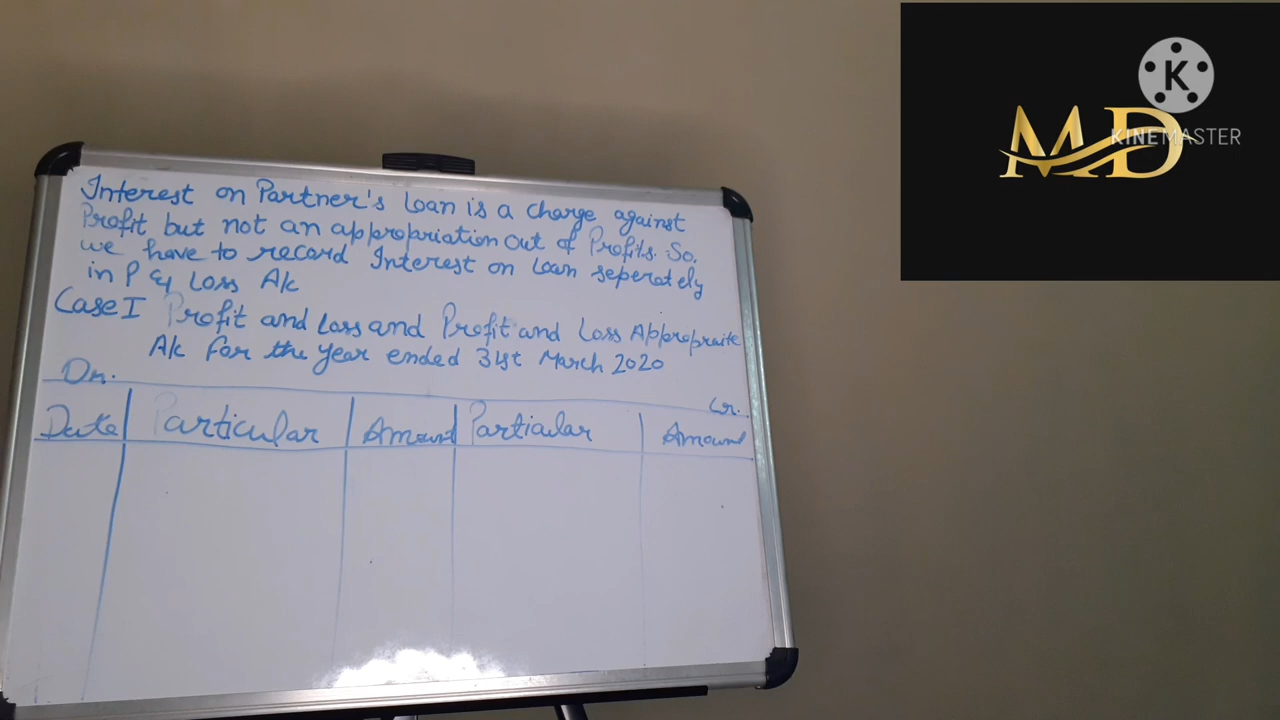 Interest on Partner's Loan is a charge against
Profit but not an appropriation out of Profits. So,
we have to record Interest on Loan seperately
in P & Loss A/c
Case I Profit and Loss and Profit and Loss Appropraite
A/c for the year ended 31st March 2020
Dr.
Cr.
Date Particular Amount Particular Amount
MD
K
KINEMASTER